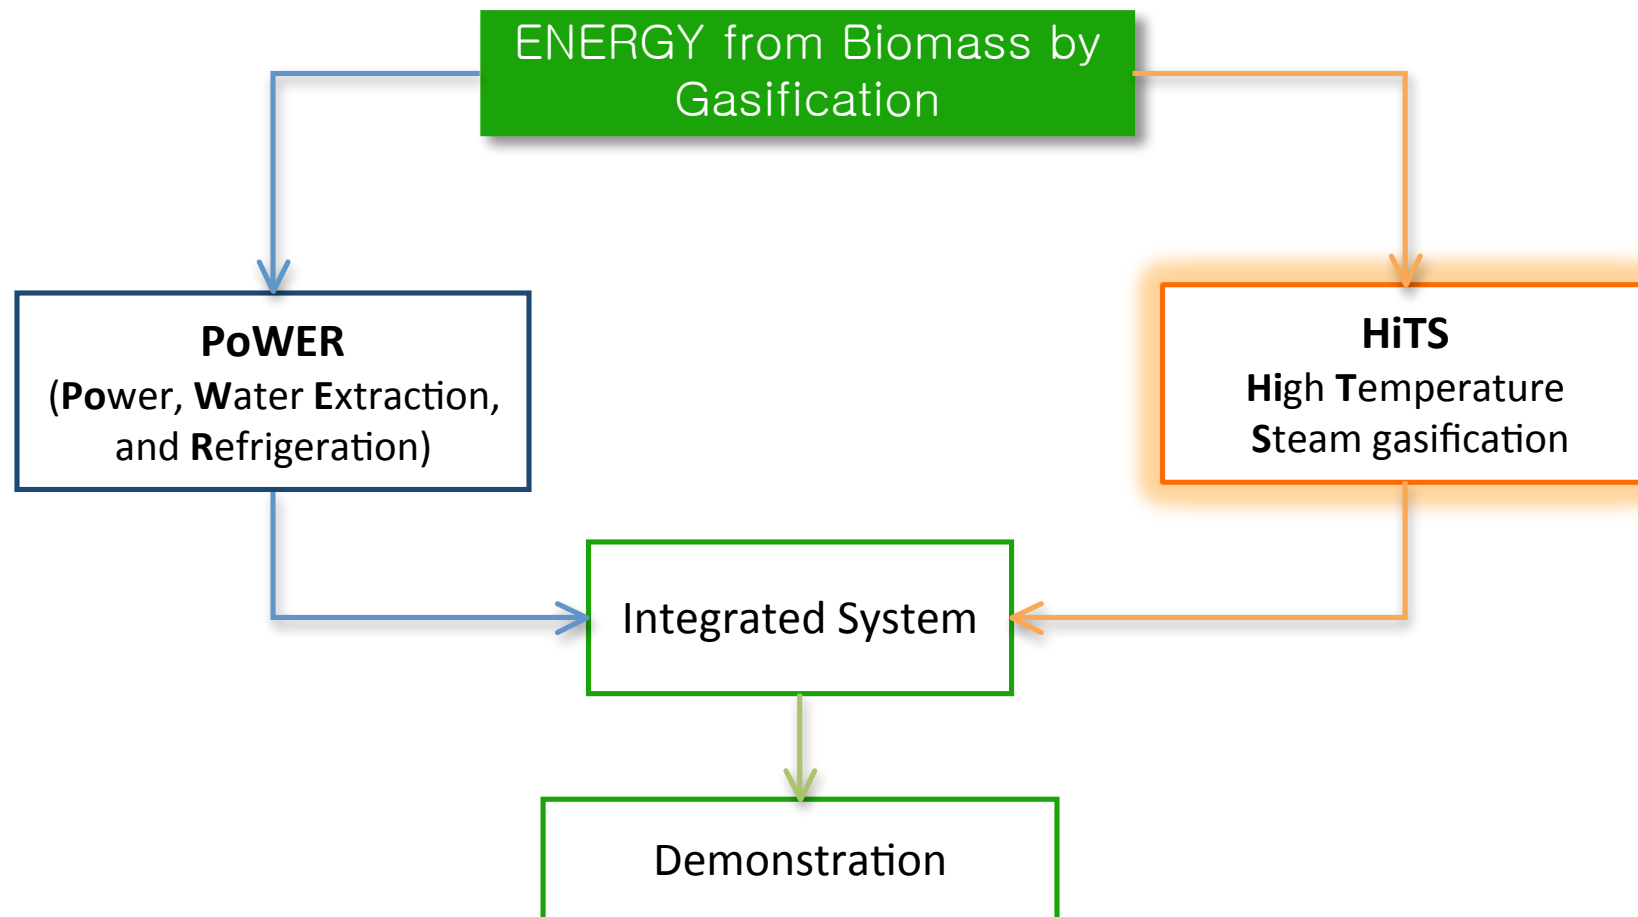 ENERGY from Biomass by
Gasification
PoWER
(Power, Water Extraction,
and Refrigeration)
HiTS
High Temperature
Steam gasification
Integrated System
Demonstration